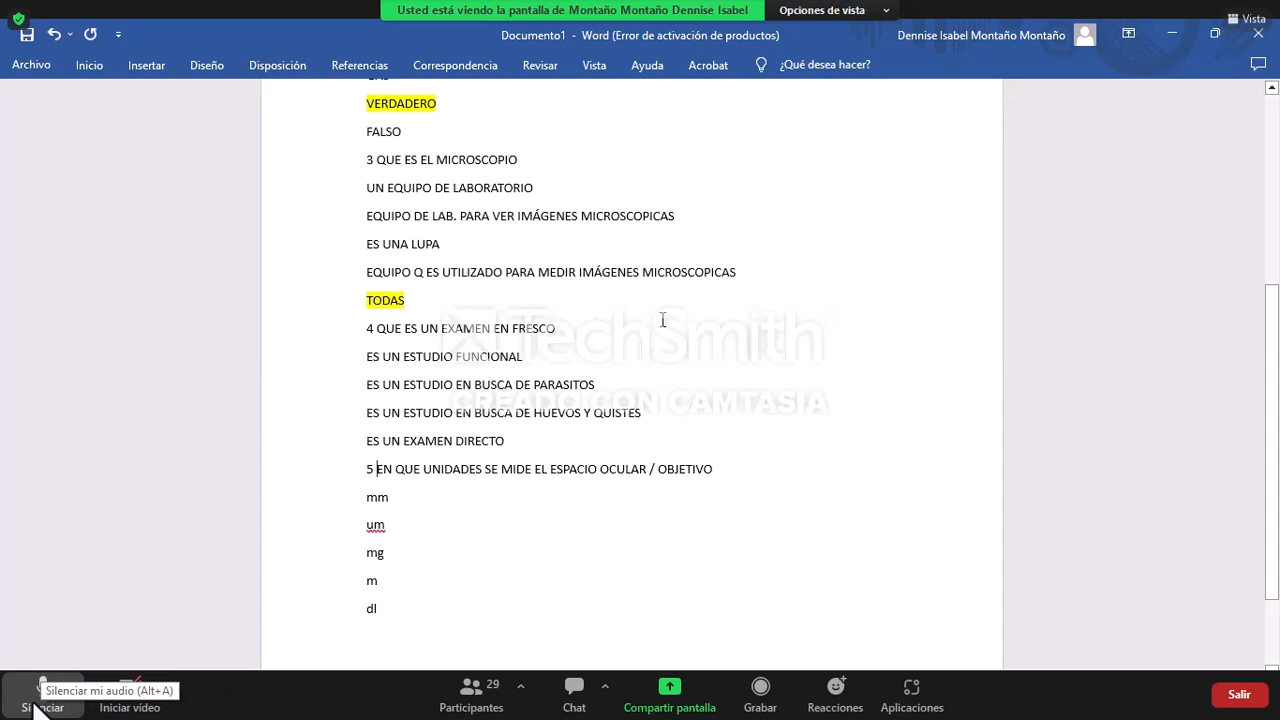 Usted está viendo la pantalla de Montaño Montaño Dennise Isabel
Opciones de vista
Vista
Documento1 - Word (Error de activación de productos)
Dennise Isabel Montaño Montaño
Archivo Inicio Insertar Diseño Disposición Referencias Correspondencia Revisar Vista Ayuda Acrobat ¿Qué desea hacer?
VERDADERO
FALSO
3 QUE ES EL MICROSCOPIO
UN EQUIPO DE LABORATORIO
EQUIPO DE LAB. PARA VER IMÁGENES MICROSCOPICAS
ES UNA LUPA
EQUIPO Q ES UTILIZADO PARA MEDIR IMÁGENES MICROSCOPICAS
TODAS
4 QUE ES UN EXAMEN EN FRESCO
TechSmith
ES UN ESTUDIO FUNCIONAL
ES UN ESTUDIO EN BUSCA DE PARASITOS
CREADO CON CAMTASIA
ES UN ESTUDIO EN BUSCA DE HUEVOS Y QUISTES
ES UN EXAMEN DIRECTO
5 EN QUE UNIDADES SE MIDE EL ESPACIO OCULAR / OBJETIVO
mm
um
mg
m
dl
Silenciar mi audio (Alt+A)
Silenciar Iniciar vídeo 29 Participantes Chat Compartir pantalla Grabar Reacciones Aplicaciones Salir